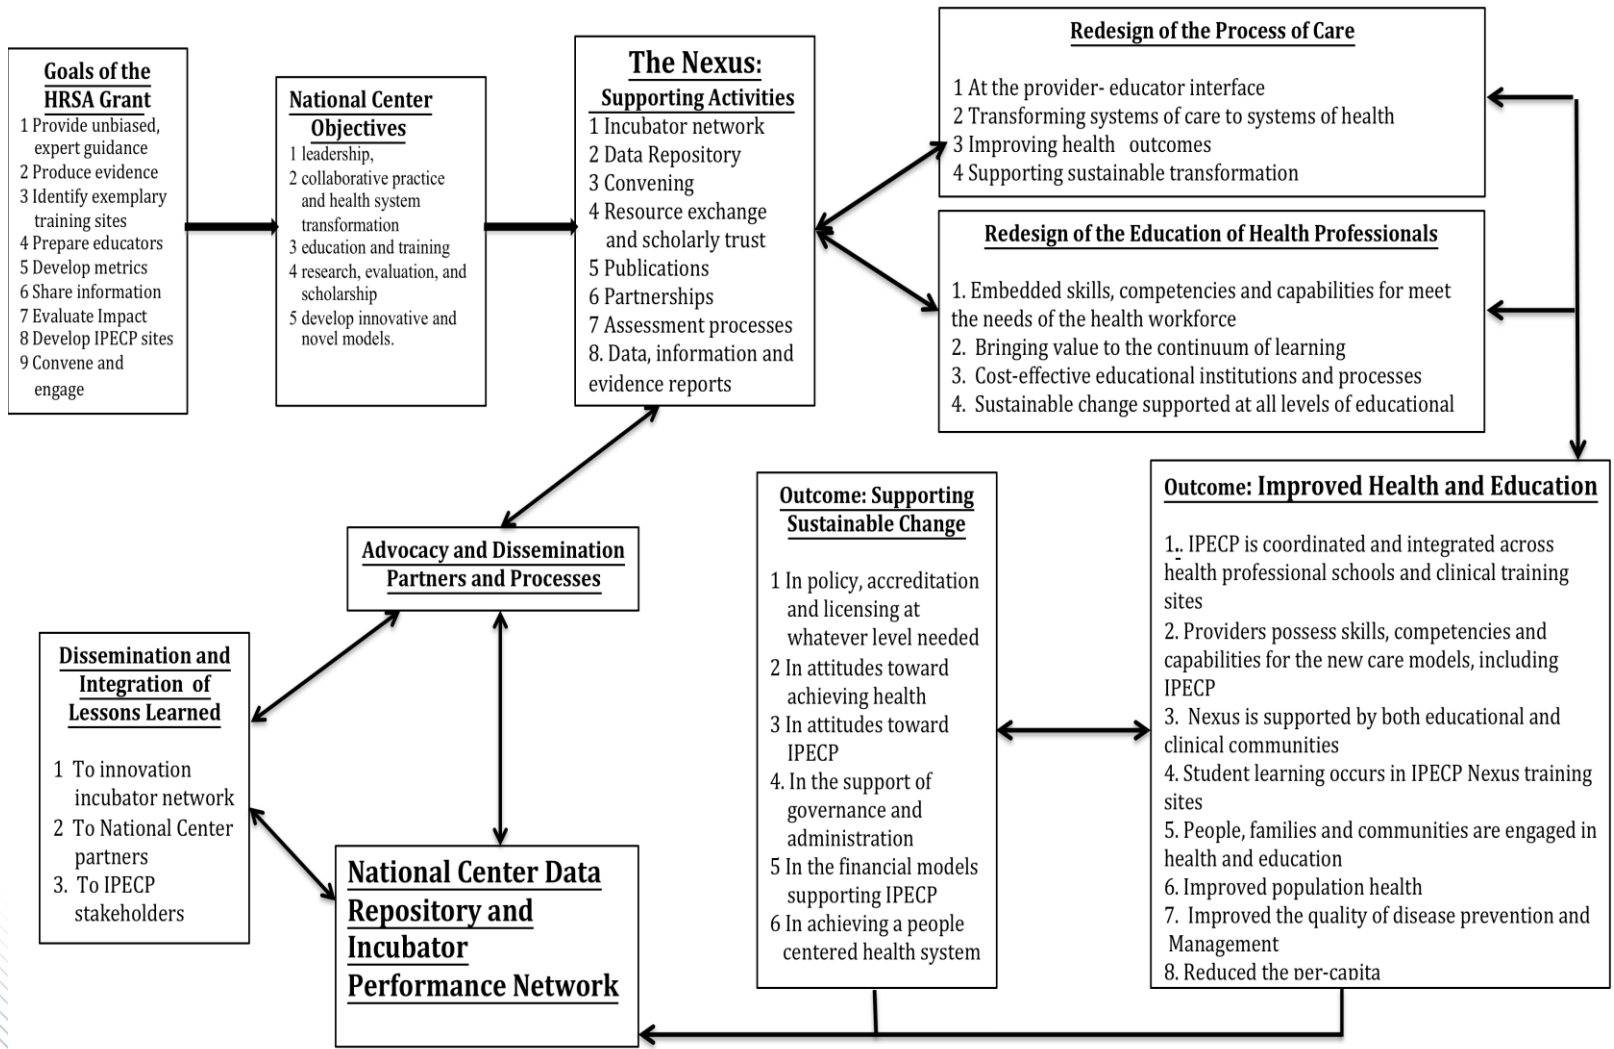 Goals of the
HRSA Grant
1 Provide unbiased,
expert guidance
2 Produce evidence
3 Identify exemplary
training sites
4 Prepare educators
5 Develop metrics
6 Share information
7 Evaluate Impact
8 Develop IPECP sites
9 Convene and
engage
National Center
Objectives
1 leadership,
2 collaborative practice
and health system
transformation
3 education and training
4 research, evaluation, and
scholarship
5 develop innovative and
novel models.
The Nexus:
Supporting Activities
1 Incubator network
2 Data Repository
3 Convening
4 Resource exchange
and scholarly trust
5 Publications
6 Partnerships
7 Assessment processes
8. Data, information and
evidence reports
Redesign of the Process of Care
1 At the provider- educator interface
2 Transforming systems of care to systems of health
3 Improving health outcomes
4 Supporting sustainable transformation
Redesign of the Education of Health Professionals
1. Embedded skills, competencies and capabilities for meet
the needs of the health workforce
2. Bringing value to the continuum of learning
3. Cost-effective educational institutions and processes
4. Sustainable change supported at all levels of educational
Advocacy and Dissemination
Partners and Processes
Dissemination and
Integration of
Lessons Learned
1 To innovation
incubator network
2 To National Center
partners
3. To IPECP
stakeholders
National Center Data
Repository and
Incubator
Performance Network
Outcome: Supporting
Sustainable Change
1 In policy, accreditation
and licensing at
whatever level needed
2 In attitudes toward
achieving health
3 In attitudes toward
IPECP
4. In the support of
governance and
administration
5 In the financial models
supporting IPECP
6 In achieving a people
centered health system
Outcome: Improved Health and Education
1.. IPECP is coordinated and integrated across
health professional schools and clinical training
sites
2. Providers possess skills, competencies and
capabilities for the new care models, including
IPECP
3. Nexus is supported by both educational and
clinical communities
4. Student learning occurs in IPECP Nexus training
sites
5. People, families and communities are engaged in
health and education
6. Improved population health
7. Improved the quality of disease prevention and
Management
8. Reduced the per-capita